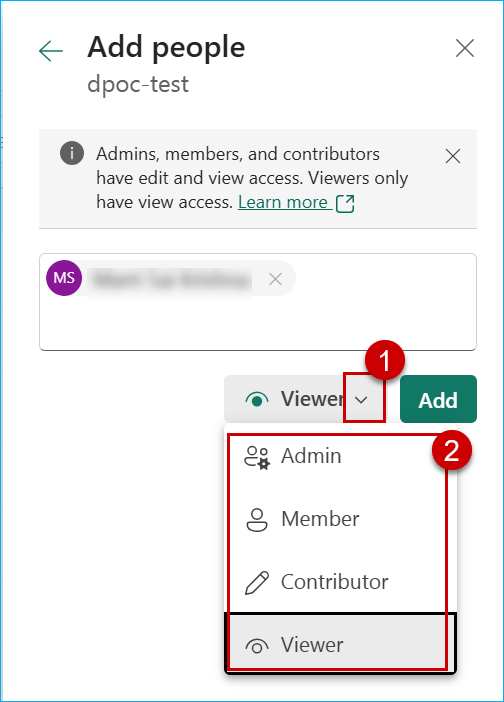 Add people
dpoc-test
Admins, members, and contributors
have edit and view access. Viewers only
have view access. Learn more
MS
1
Viewer
Add
2
Admin
Member
Contributor
Viewer